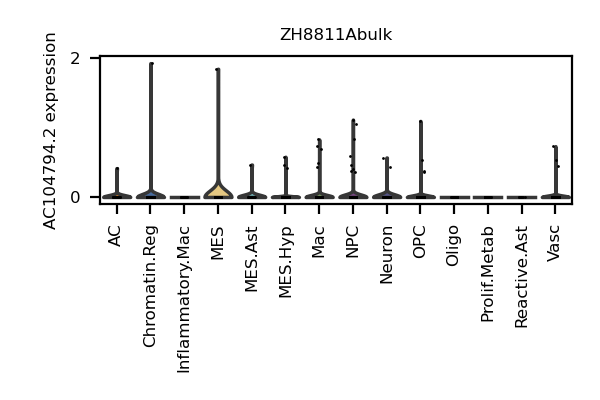 ZH8811Abulk
AC104794.2 expression
2
0
AC
Chromatin.Reg
Inflammatory.Mac
MES
MES.Ast
MES.Hyp
Mac
NPC
Neuron
OPC
Oligo
Prolif.Metab
Reactive.Ast
Vasc